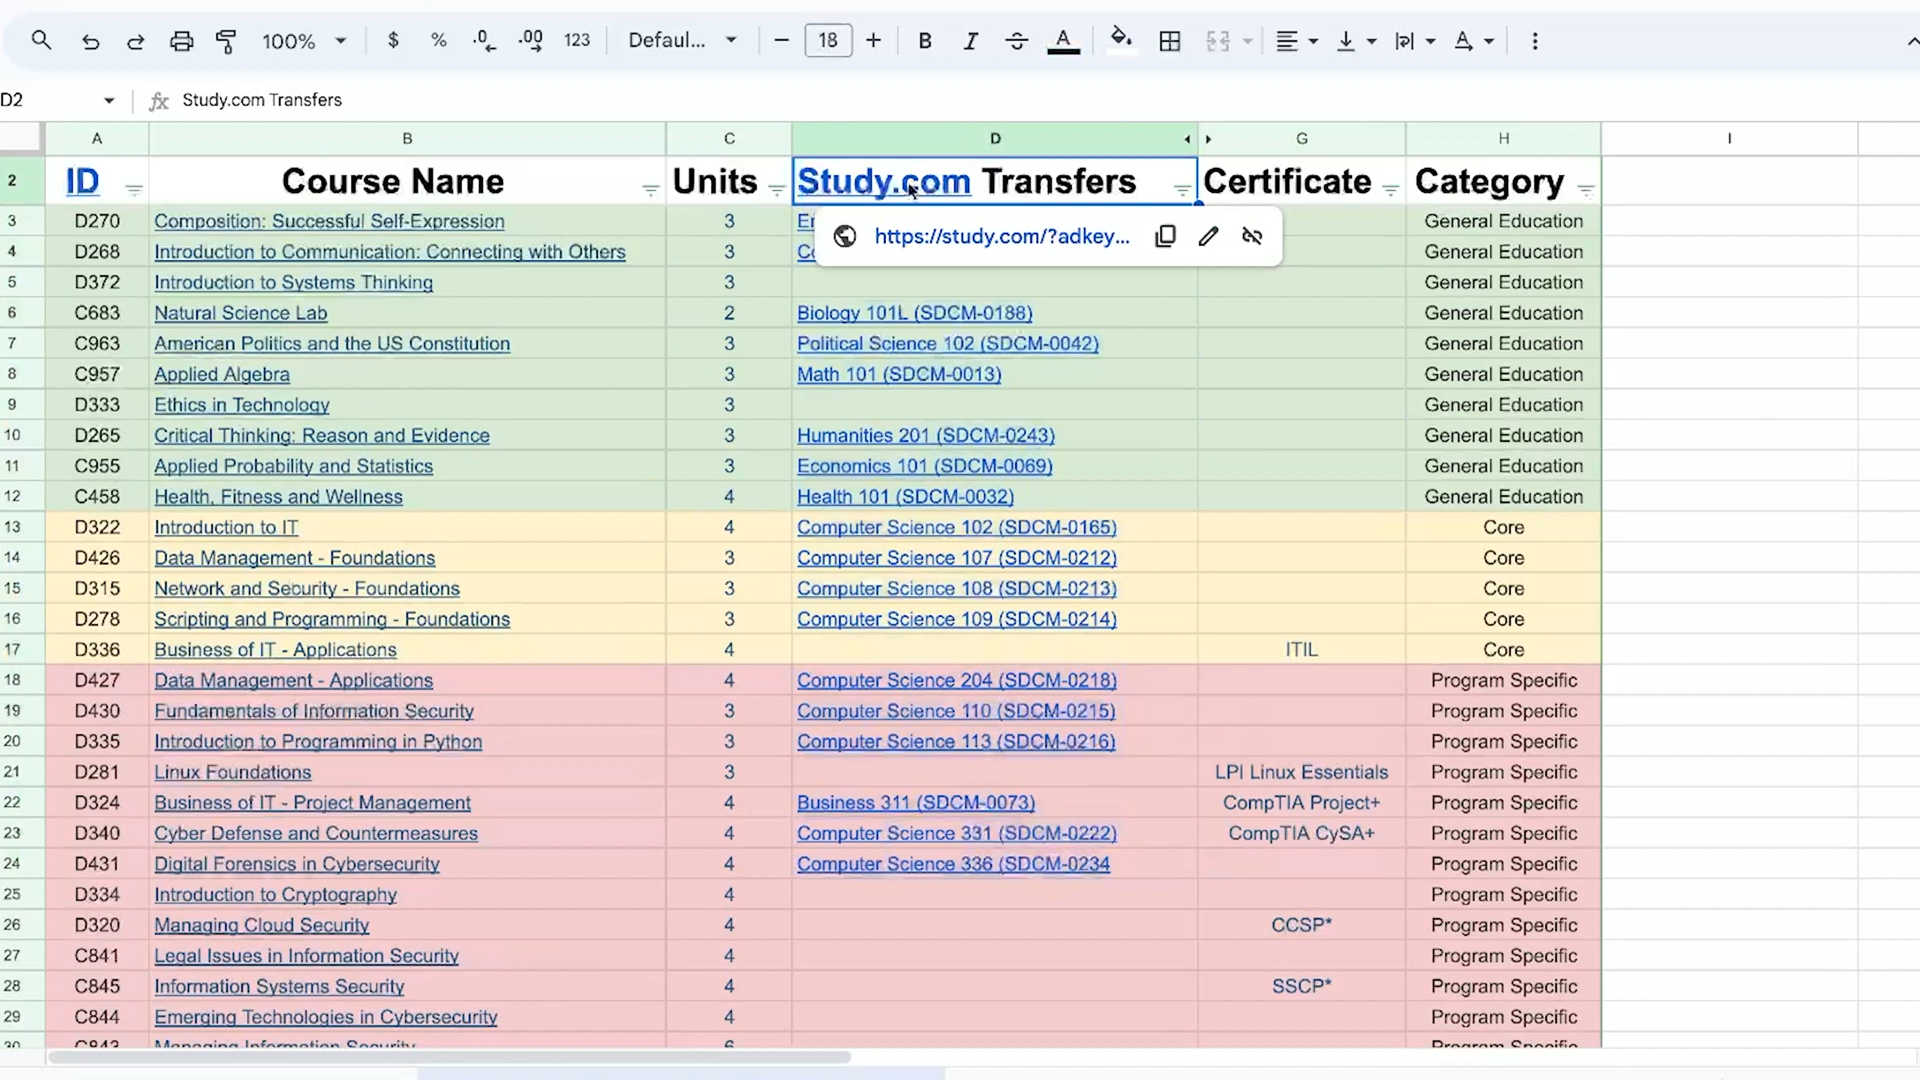 100% $ % .0 .00 123 Defaul... 18 B I A
D2 fx Study.com Transfers
A B C D G H I
2 ID Course Name Units Study.com Transfers Certificate Category
3 D270 Composition: Successful Self-Expression 3 General Education
https://study.com/?adkey...
4 D268 Introduction to Communication: Connecting with Others 3 General Education
5 D372 Introduction to Systems Thinking 3 General Education
6 C683 Natural Science Lab 2 Biology 101L (SDCM-0188) General Education
7 C963 American Politics and the US Constitution 3 Political Science 102 (SDCM-0042) General Education
8 C957 Applied Algebra 3 Math 101 (SDCM-0013) General Education
9 D333 Ethics in Technology 3 General Education
10 D265 Critical Thinking: Reason and Evidence 3 Humanities 201 (SDCM-0243) General Education
11 C955 Applied Probability and Statistics 3 Economics 101 (SDCM-0069) General Education
12 C458 Health, Fitness and Wellness 4 Health 101 (SDCM-0032) General Education
13 D322 Introduction to IT 4 Computer Science 102 (SDCM-0165) Core
14 D426 Data Management - Foundations 3 Computer Science 107 (SDCM-0212) Core
15 D315 Network and Security - Foundations 3 Computer Science 108 (SDCM-0213) Core
16 D278 Scripting and Programming - Foundations 3 Computer Science 109 (SDCM-0214) Core
17 D336 Business of IT - Applications 4 ITIL Core
18 D427 Data Management - Applications 4 Computer Science 204 (SDCM-0218) Program Specific
19 D430 Fundamentals of Information Security 3 Computer Science 110 (SDCM-0215) Program Specific
20 D335 Introduction to Programming in Python 3 Computer Science 113 (SDCM-0216) Program Specific
21 D281 Linux Foundations 3 LPI Linux Essentials Program Specific
22 D324 Business of IT - Project Management 4 Business 311 (SDCM-0073) CompTIA Project+ Program Specific
23 D340 Cyber Defense and Countermeasures 4 Computer Science 331 (SDCM-0222) CompTIA CySA+ Program Specific
24 D431 Digital Forensics in Cybersecurity 4 Computer Science 336 (SDCM-0234 Program Specific
25 D334 Introduction to Cryptography 4 Program Specific
26 D320 Managing Cloud Security 4 CCSP* Program Specific
27 C841 Legal Issues in Information Security 4 Program Specific
28 C845 Information Systems Security 4 SSCP* Program Specific
29 C844 Emerging Technologies in Cybersecurity 4 Program Specific
30 C843 Managing Information Security 6 Program Specific